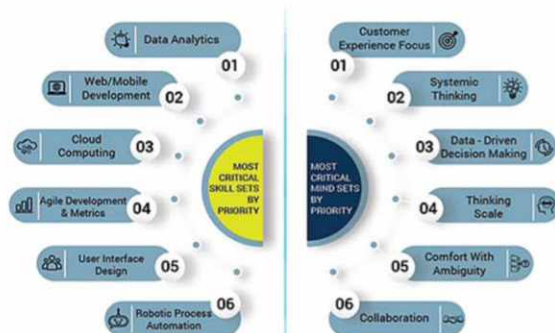 Data Analytics
01
Web/Mobile
Development
02
Cloud
Computing
03
Agile Development
& Metrics
04
User Interface
Design
05
Robotic Process
Automation
06
MOST
CRITICAL
SKILL SETS
BY
PRIORITY
Customer
Experience Focus
01
Systemic
Thinking
02
Data - Driven
Decision Making
03
Thinking
Scale
04
Comfort With
Ambiguity
05
Collaboration
06
MOST
CRITICAL
MIND SETS
BY
PRIORITY